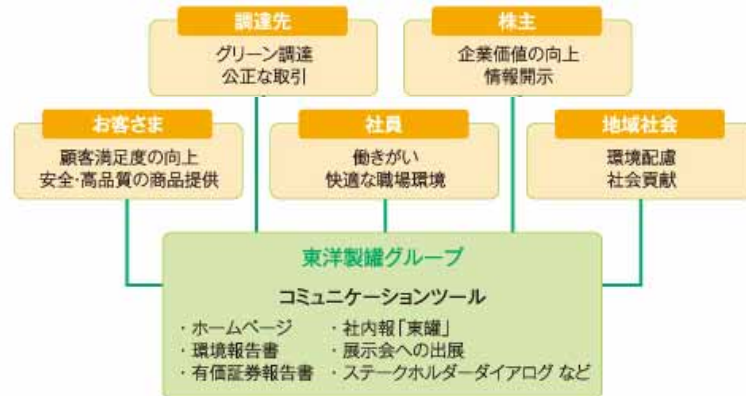 調達先
グリーン調達
公正な取引
株主
企業価値の向上
情報開示
お客さま
顧客満足度の向上
安全・高品質の商品提供
社員
働きがい
快適な職場環境
地域社会
環境配慮
社会貢献
東洋製罐グループ
コミュニケーションツール
・ホームページ
・環境報告書
・有価証券報告書
・社内報「東罐」
・展示会への出展
・ステークホルダーダイアログ など